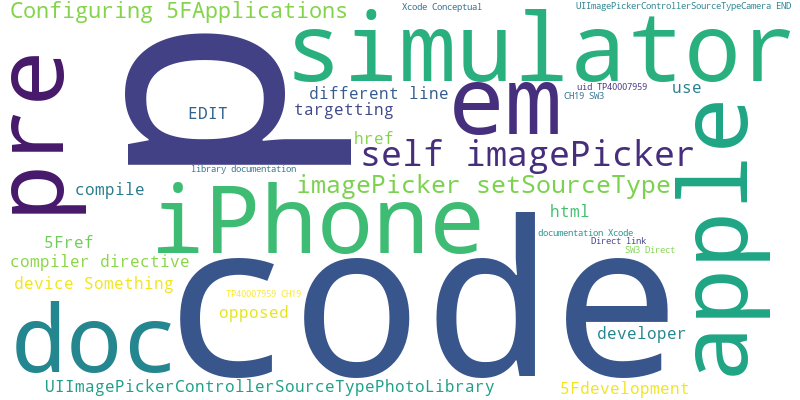 Configuring 5FApplications
Xcode Conceptual
UIImagePickerControllerSourceTypeCamera END
simulator
pre
p
em
different line
uid TP40007959
use
CH19 SW3
targetting
EDIT
href
self imagePicker
apple
library documentation
compile
imagePicker setSourceType
iPhone
html
documentation Xcode
5Fref
Direct link
SW3 Direct
compiler directive
code
device Something
TP40007959 CH19
opposed
doc
developer
UIImagePickerControllerSourceTypePhotoLibrary
5Fdevelopment